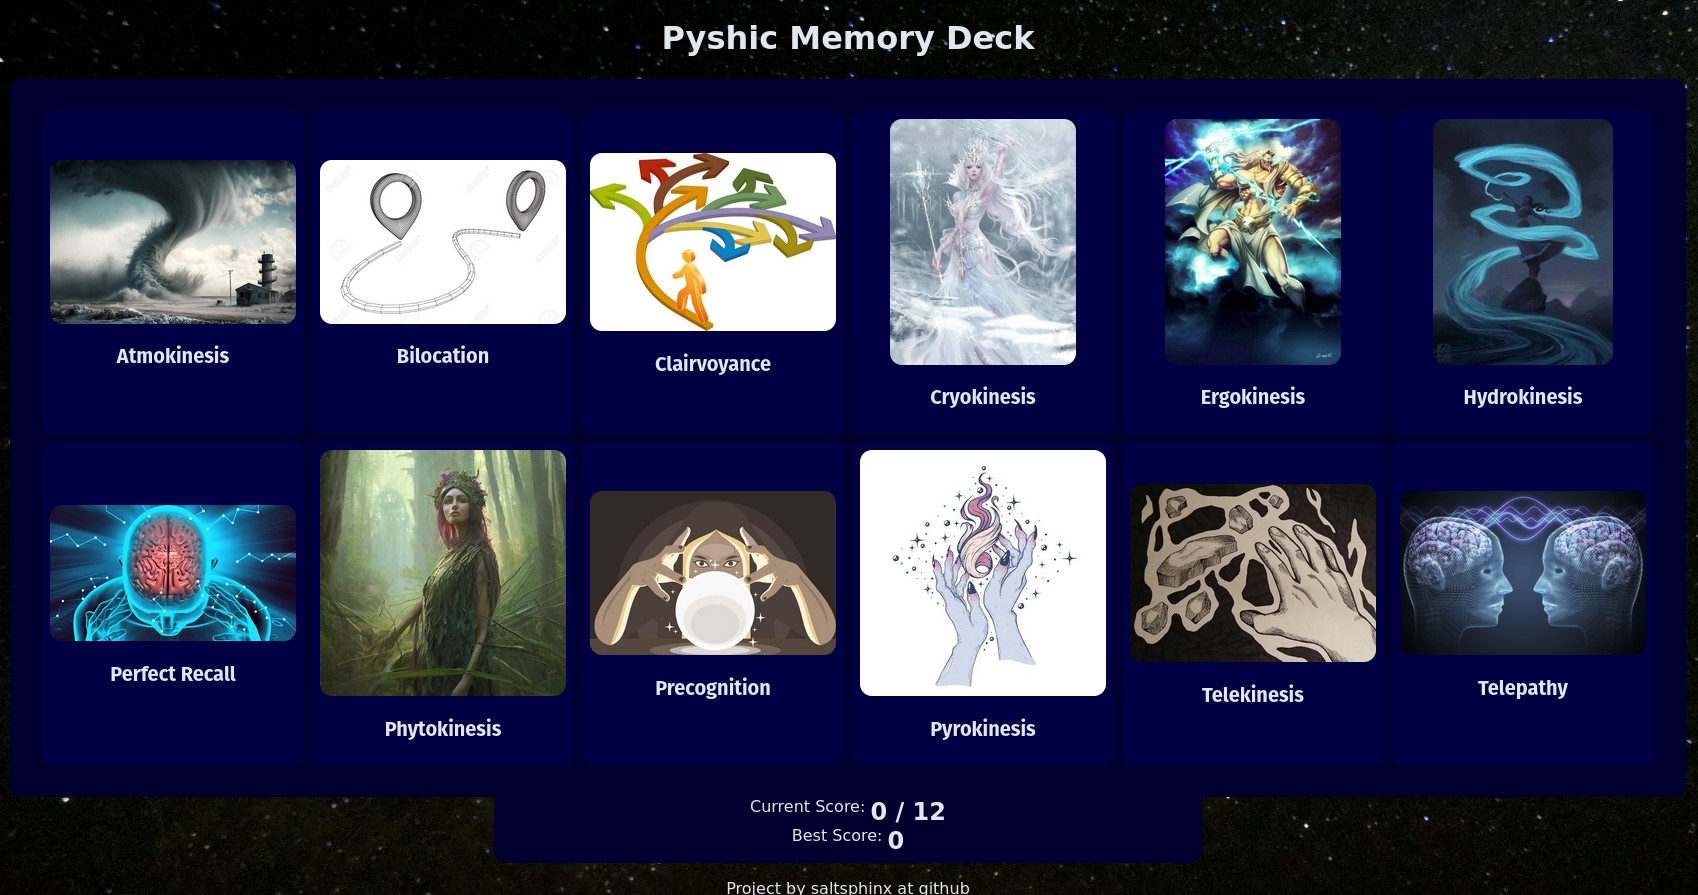 Pyshic Memory Deck
Atmokinesis
Bilocation
Clairvoyance
Cryokinesis
Ergokinesis
Hydrokinesis
Perfect Recall
Phytokinesis
Precognition
Pyrokinesis
Telekinesis
Telepathy
Current Score: 0 / 12
Best Score: 0
Project by saltsphinx at github